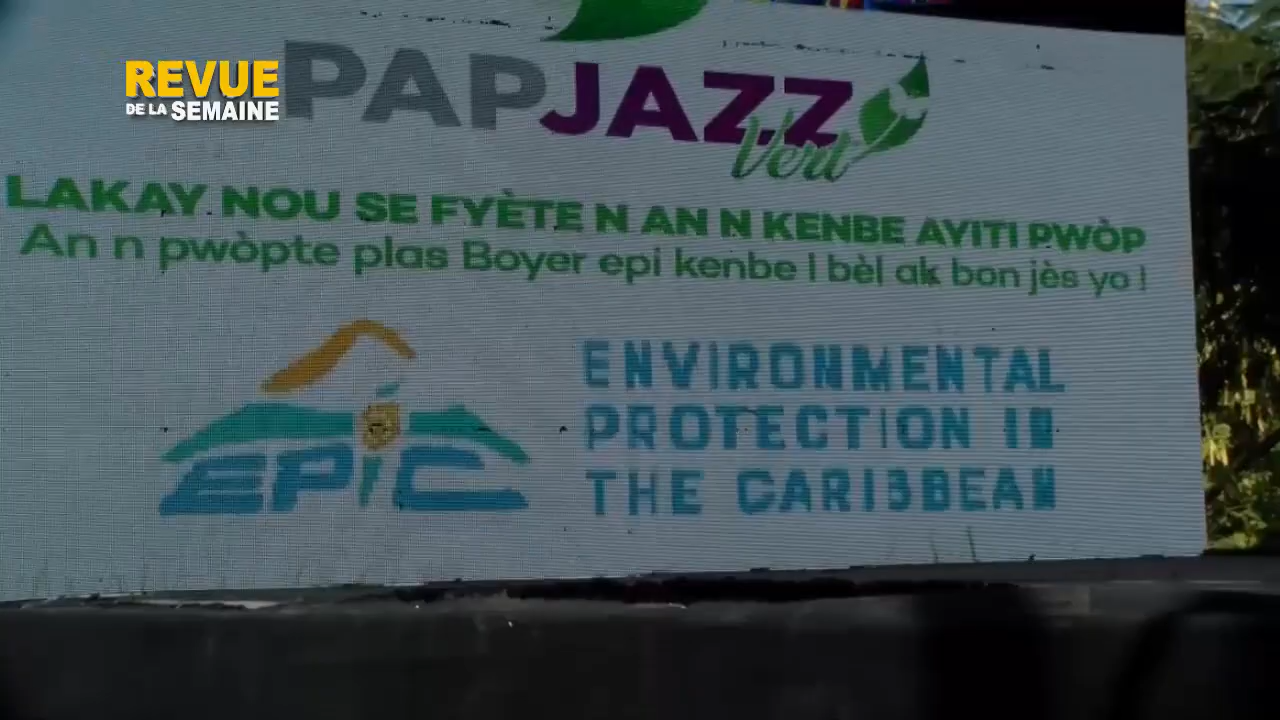 REVUE
DE LA SEMAINE
PAPJAZZ
Vert
LAKAY NOU SE FYÈTE N AN N KENBE AYITI PWÒP
An n pwòpte plas Boyer epi kenbe l bèl ak bon jès yo !
EPIC
ENVIRONMENTAL
PROTECTION IN
THE CARIBBEAN